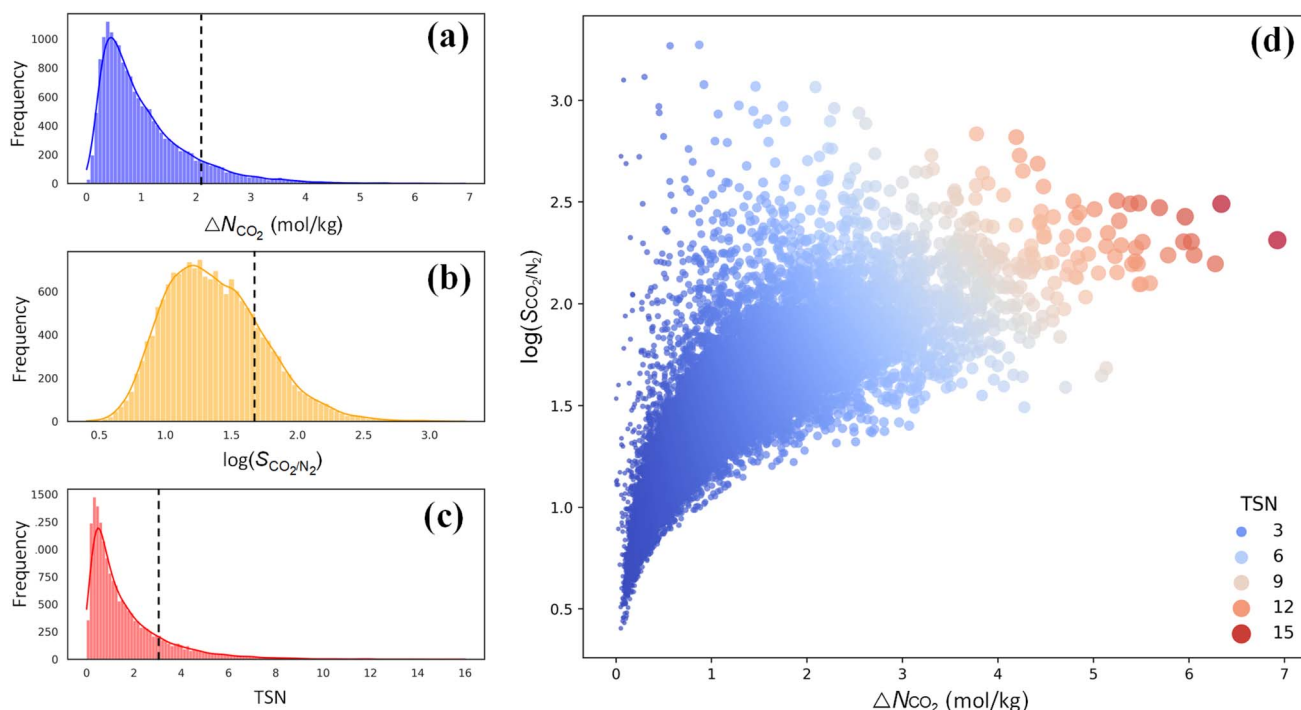 (a)
Frequency
1000
800
600
400
200
0
0 1 2 3 4 5 6 7
△N_CO₂ (mol/kg)
(b)
Frequency
600
400
200
0
0.5 1.0 1.5 2.0 2.5 3.0
log(S_CO₂/N₂)
(c)
Frequency
1500
.1250
.1000
750
500
250
0
0 2 4 6 8 10 12 14 16
TSN
(d)
log(S_CO₂/N₂)
3.0
2.5
2.0
1.5
1.0
0.5
0 1 2 3 4 5 6 7
△N_CO₂ (mol/kg)
TSN
3
6
9
12
15